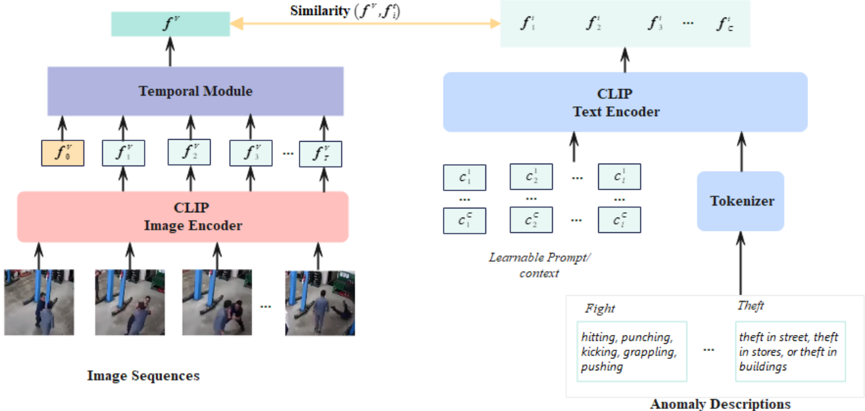 f^v
Similarity (f^v, f_i^t)
f_1^t f_2^t f_3^t ... f_C^t
Temporal Module
CLIP
Text Encoder
f_0^v f_1^v f_2^v f_3^v ... f_T^v
CLIP
Image Encoder
c_1^1 c_2^1 ... c_l^1
... ... ...
c_1^C c_2^C ... c_l^C
Tokenizer
Learnable Prompt/
context
...
Fight
hitting, punching,
kicking, grappling,
pushing
...
Theft
theft in street, theft
in stores, or theft in
buildings
Image Sequences
Anomaly Descriptions